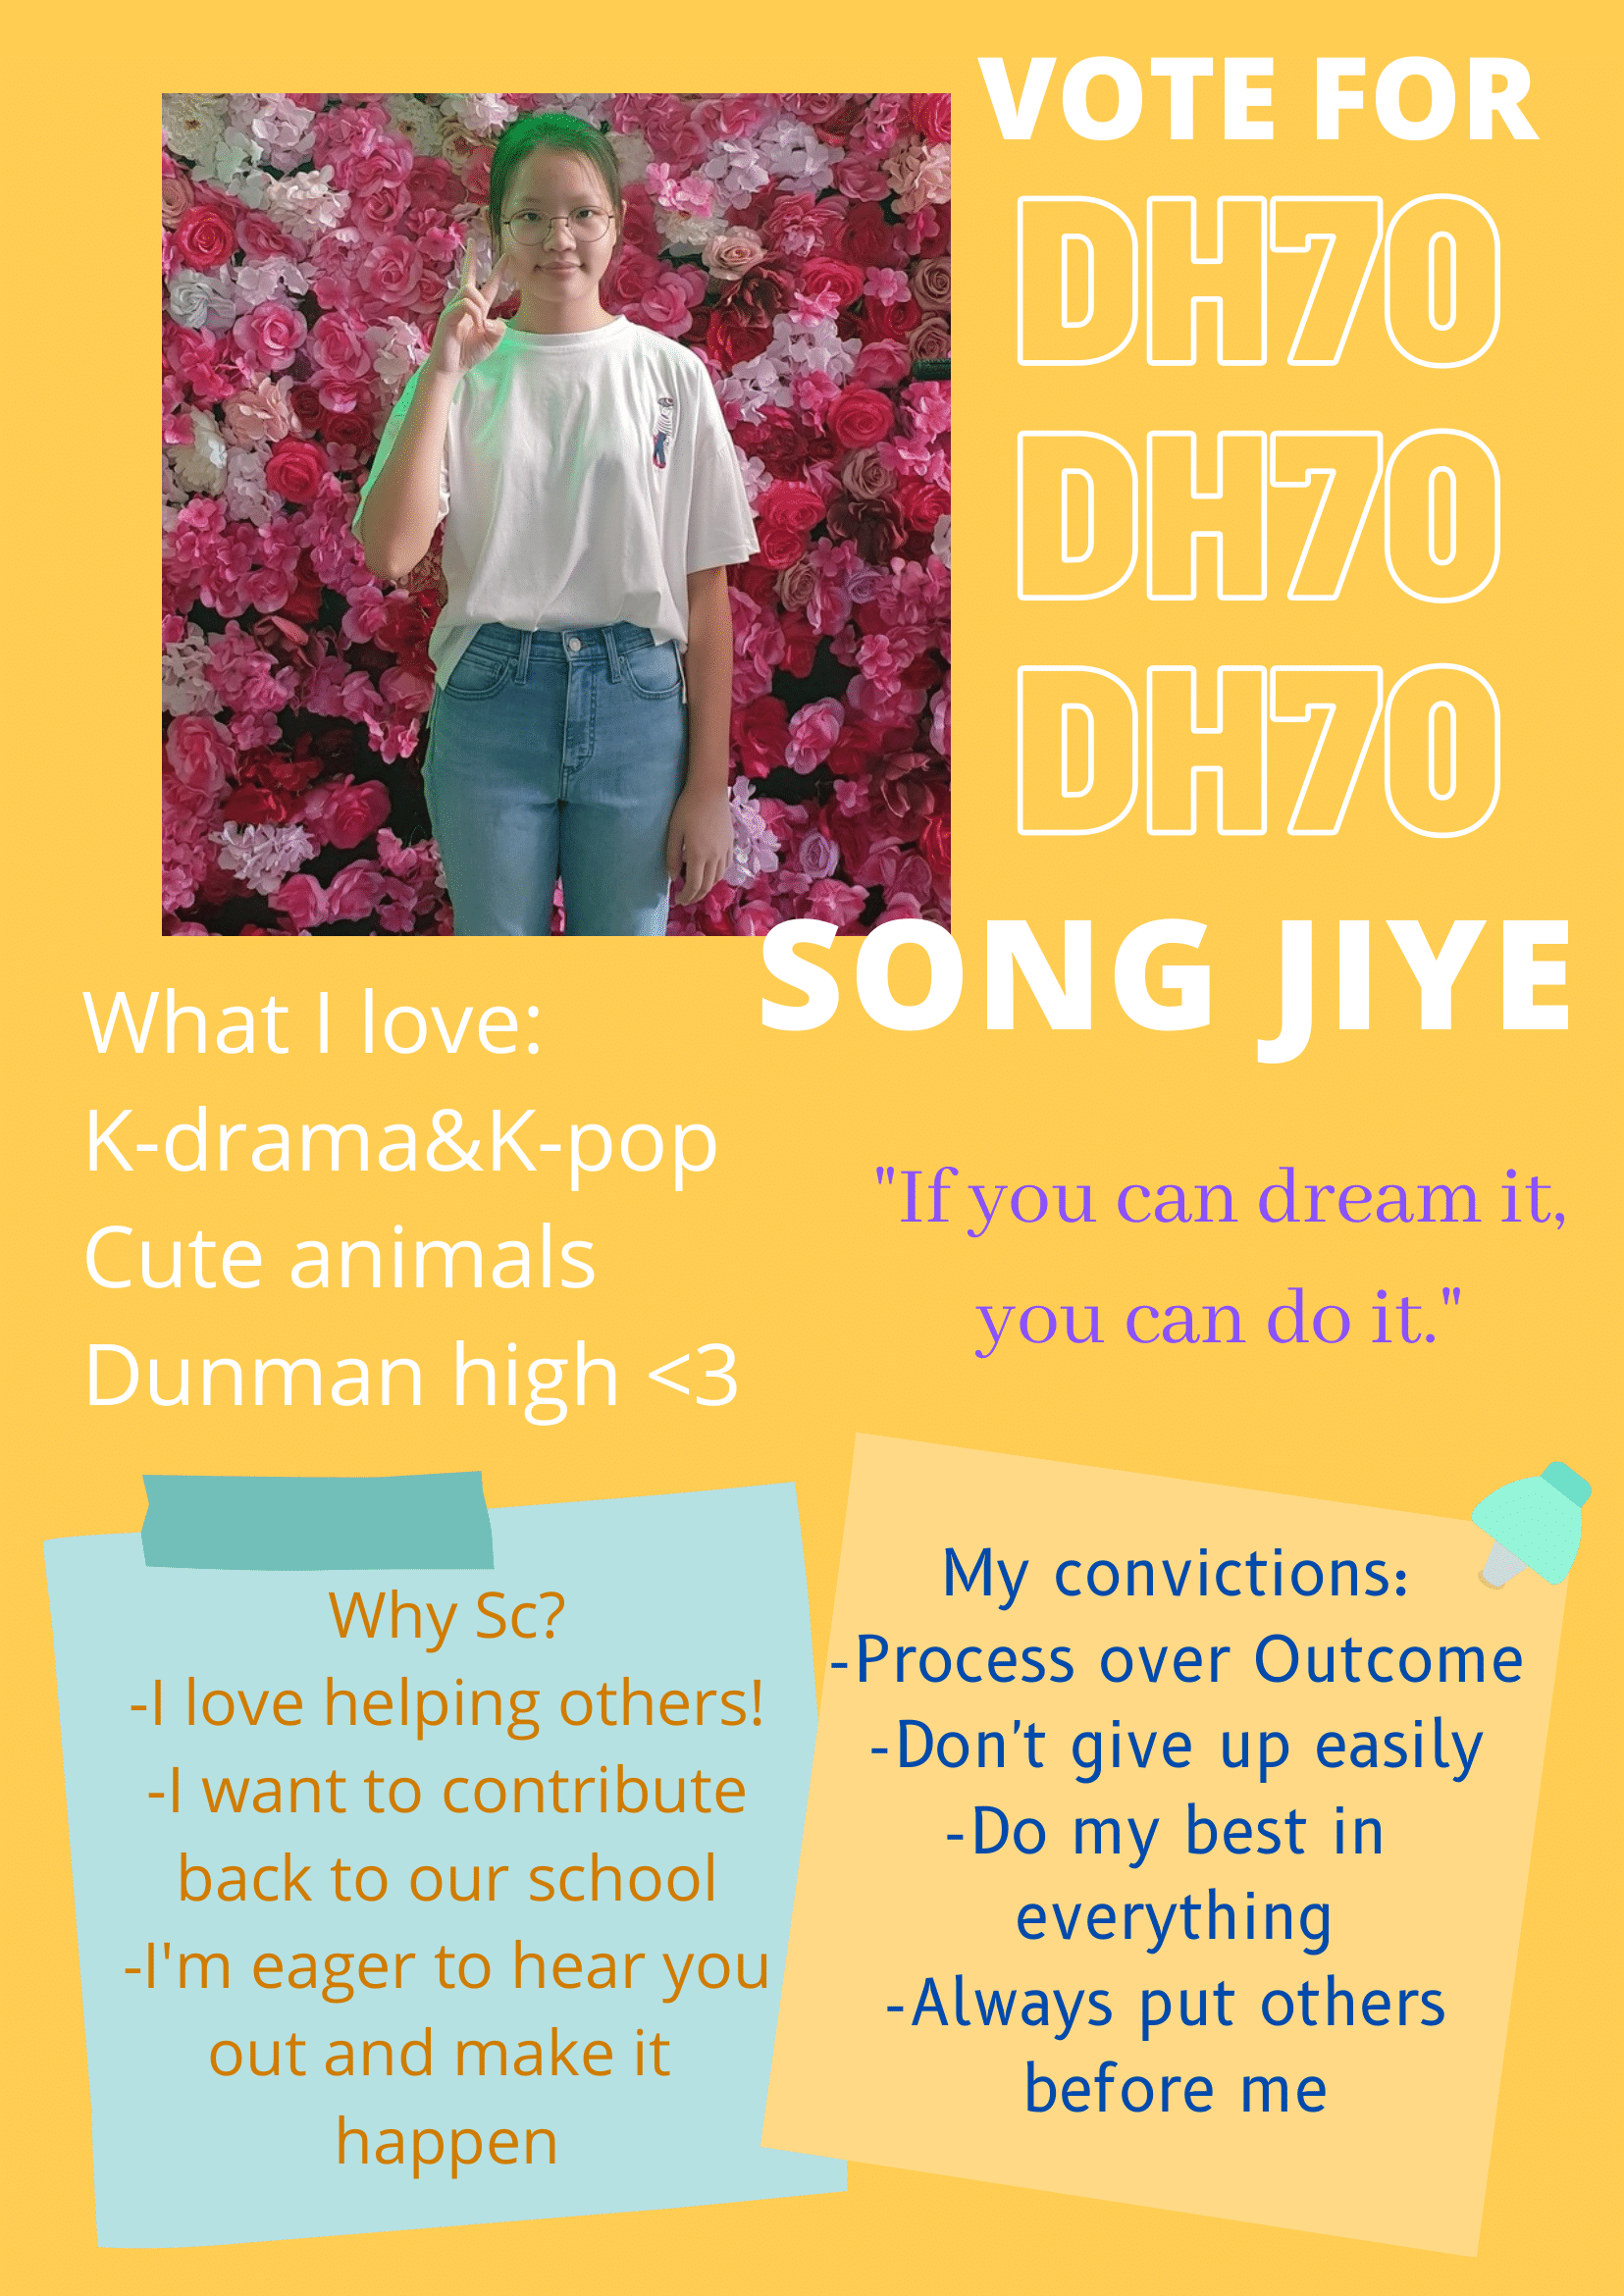 VOTE FOR
DH70
DH70
DH70
SONG JIYE
What I love:
K-drama&K-pop
Cute animals
Dunman high <3
"If you can dream it,
you can do it."
Why Sc?
-I love helping others!
-I want to contribute
back to our school
-I'm eager to hear you
out and make it
happen
My convictions:
-Process over Outcome
-Don't give up easily
-Do my best in
everything
-Always put others
before me